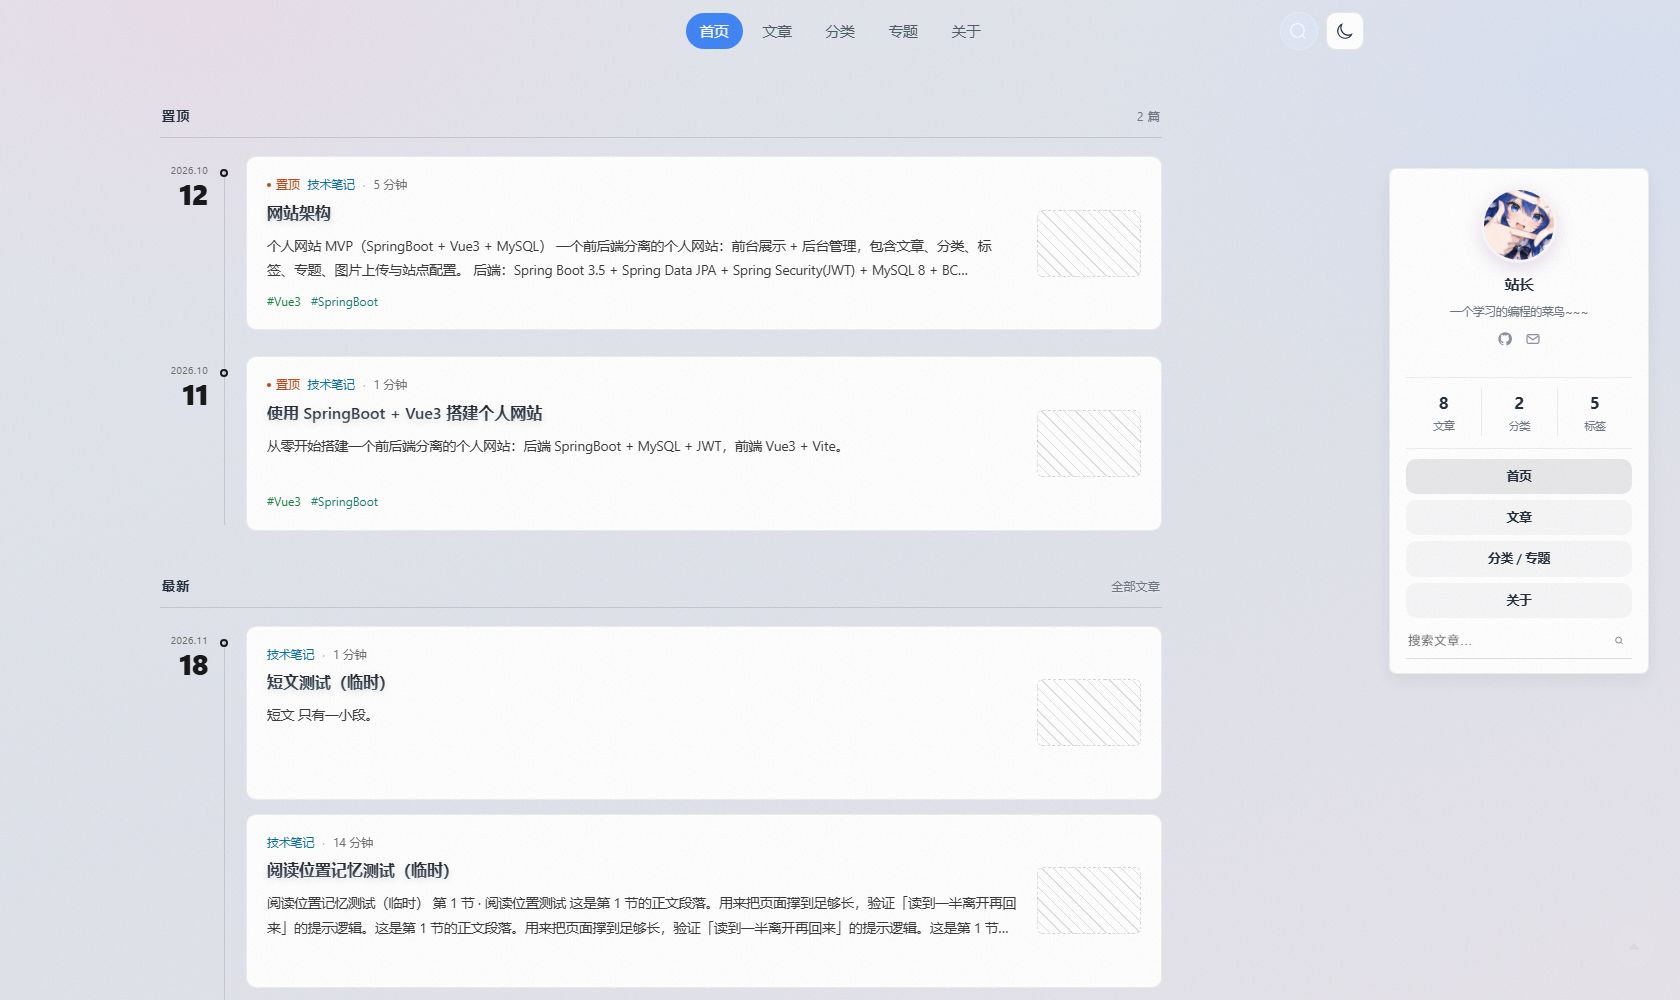 首页 文章 分类 专题 关于
置顶 2 篇
2026.10
12
• 置顶 技术笔记 · 5 分钟
网站架构
个人网站 MVP（SpringBoot + Vue3 + MySQL） 一个前后端分离的个人网站：前台展示 + 后台管理，包含文章、分类、标
签、专题、图片上传与站点配置。 后端：Spring Boot 3.5 + Spring Data JPA + Spring Security(JWT) + MySQL 8 + BC...
#Vue3 #SpringBoot
2026.10
11
• 置顶 技术笔记 · 1 分钟
使用 SpringBoot + Vue3 搭建个人网站
从零开始搭建一个前后端分离的个人网站：后端 SpringBoot + MySQL + JWT，前端 Vue3 + Vite。
#Vue3 #SpringBoot
最新 全部文章
2026.11
18
技术笔记 · 1 分钟
短文测试（临时）
短文 只有一小段。
技术笔记 · 14 分钟
阅读位置记忆测试（临时）
阅读位置记忆测试（临时） 第 1 节 · 阅读位置测试 这是第 1 节的正文段落。用来把页面撑到足够长，验证「读到一半离开再回
来」的提示逻辑。这是第 1 节的正文段落。用来把页面撑到足够长，验证「读到一半离开再回来」的提示逻辑。这是第 1 节...
站长
一个学习的编程的菜鸟~~~
8 2 5
文章 分类 标签
首页
文章
分类 / 专题
关于
搜索文章...